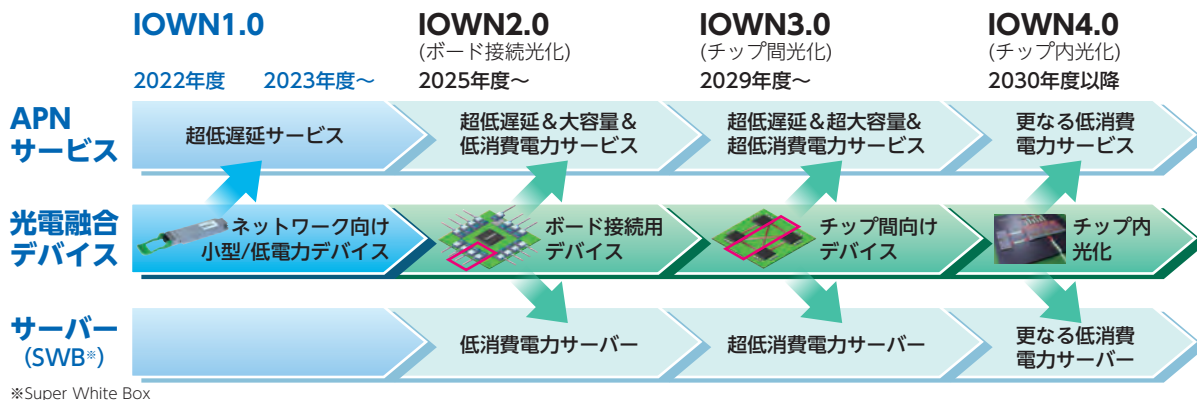 IOWN1.0
IOWN2.0
(ボード接続光化)
IOWN3.0
(チップ間光化)
IOWN4.0
(チップ内光化)
2022年度
2023年度～
2025年度～
2029年度～
2030年度以降
APN
サービス
超低遅延サービス
超低遅延＆大容量＆
低消費電力サービス
超低遅延＆超大容量＆
超低消費電力サービス
更なる低消費
電力サービス
光電融合
デバイス
ネットワーク向け
小型/低電力デバイス
ボード接続用
デバイス
チップ間向け
デバイス
チップ内
光化
サーバー
(SWB※)
低消費電力サーバー
超低消費電力サーバー
更なる低消費
電力サーバー
※Super White Box